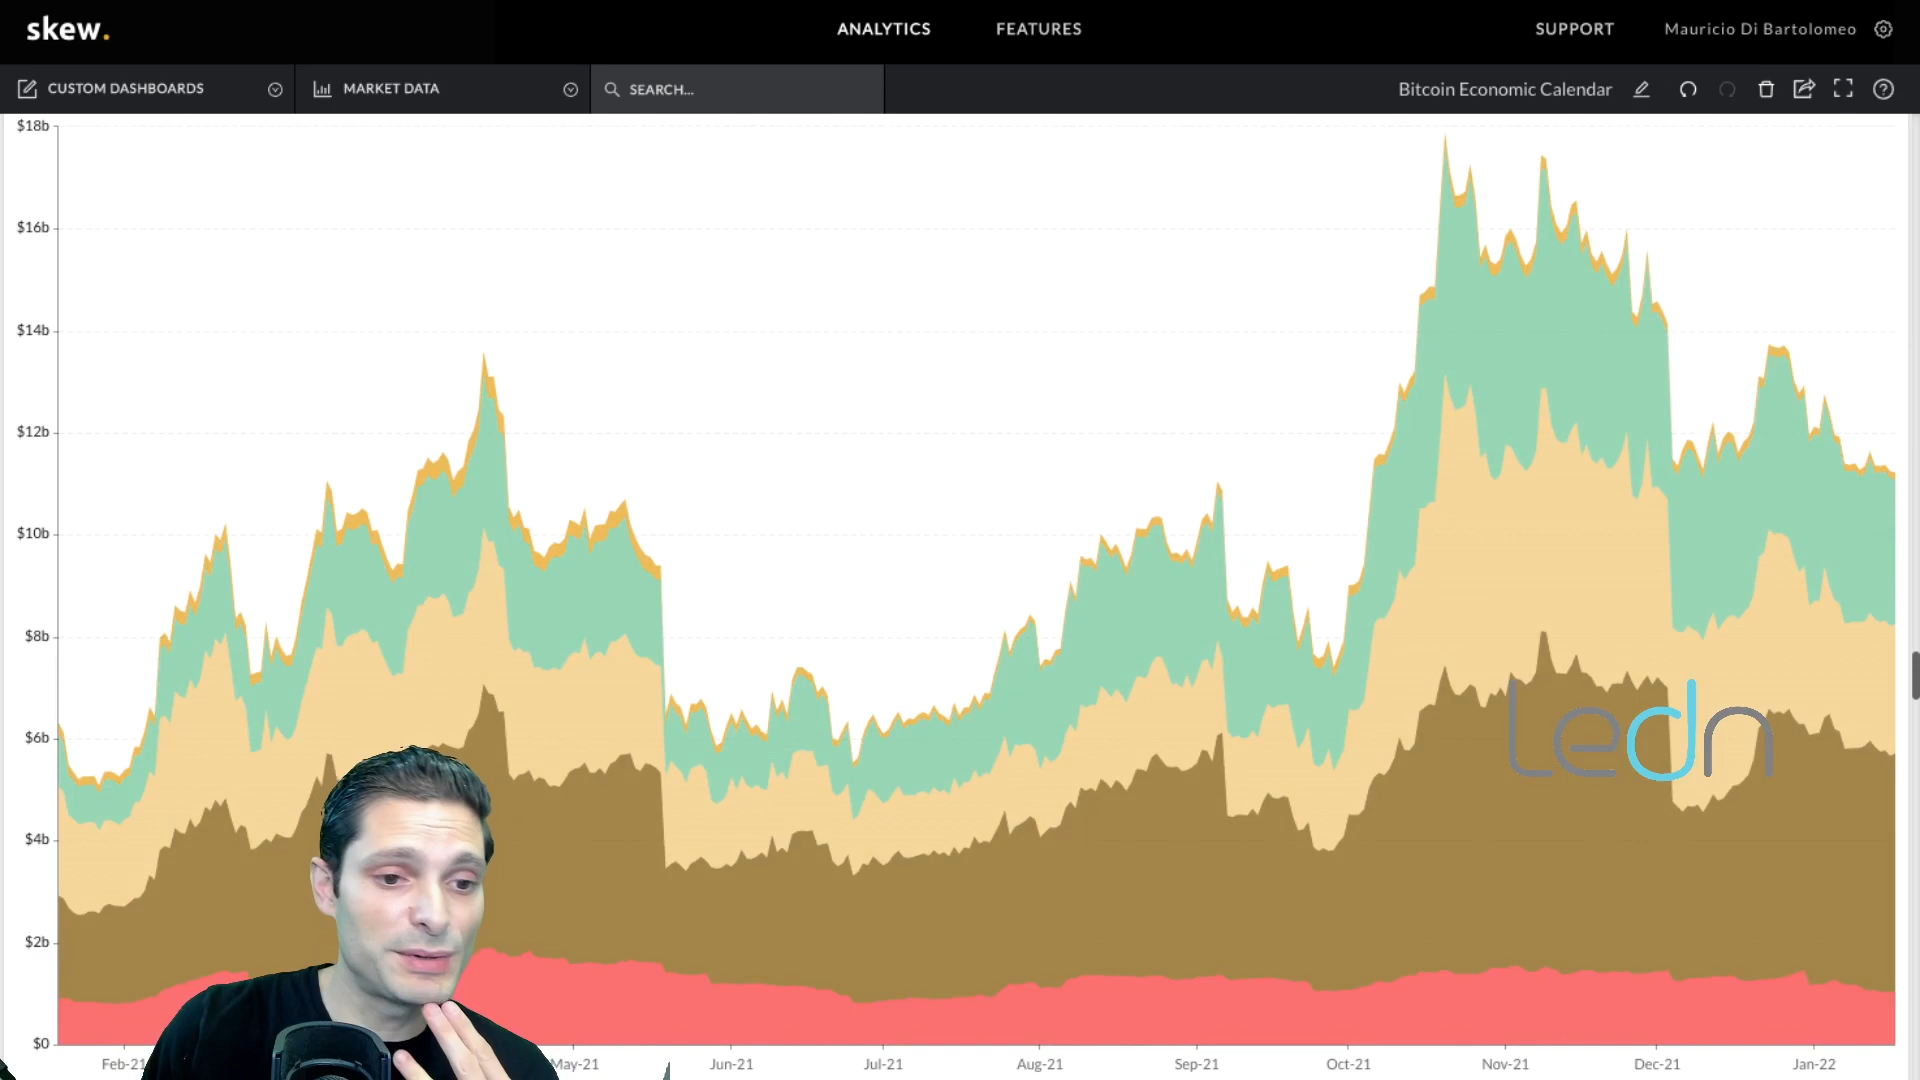 skew.
ANALYTICS
FEATURES
SUPPORT
Mauricio Di Bartolomeo
CUSTOM DASHBOARDS
MARKET DATA
SEARCH...
Bitcoin Economic Calendar
$18b
$16b
$14b
$12b
$10b
$8b
$6b
$4b
$2b
$0
ledn
Feb-21
May-21
Jun-21
Jul-21
Aug-21
Sep-21
Oct-21
Nov-21
Dec-21
Jan-22